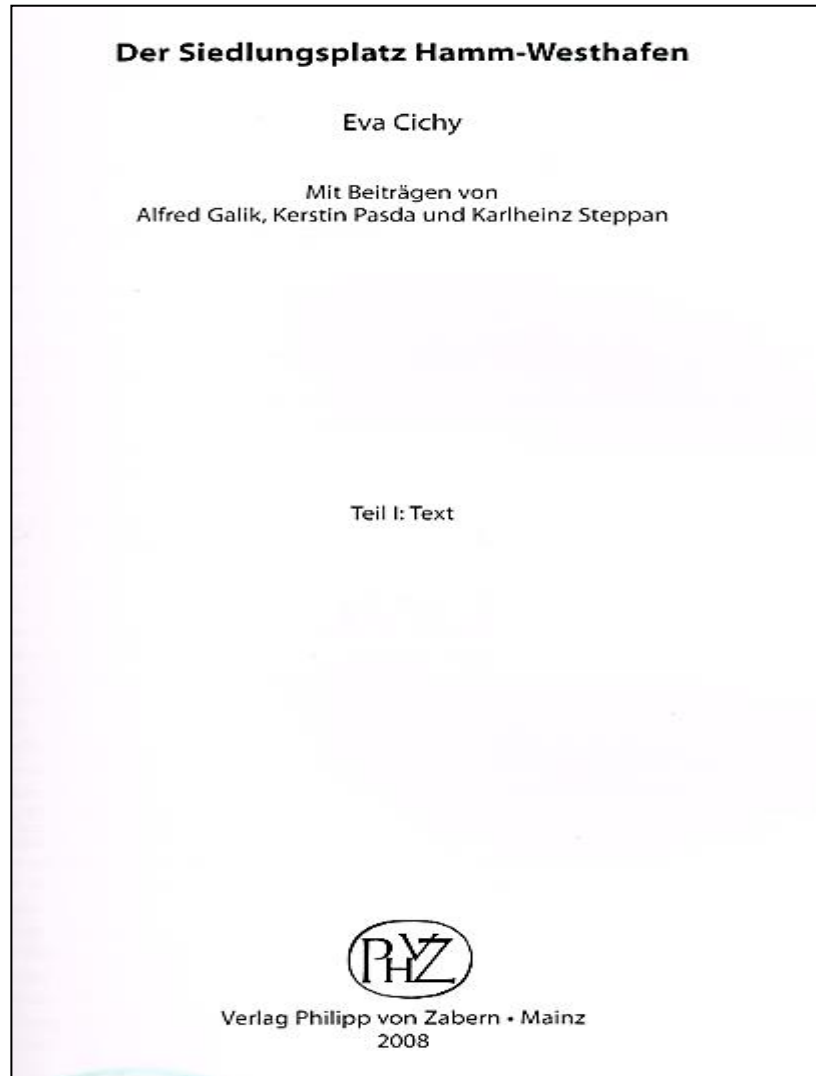 Der Siedlungsplatz Hamm-Westhafen
Eva Cichy
Mit Beiträgen von
Alfred Galik, Kerstin Pasda und Karlheinz Steppan
Teil I: Text
PHVZ
Verlag Philipp von Zabern • Mainz
2008